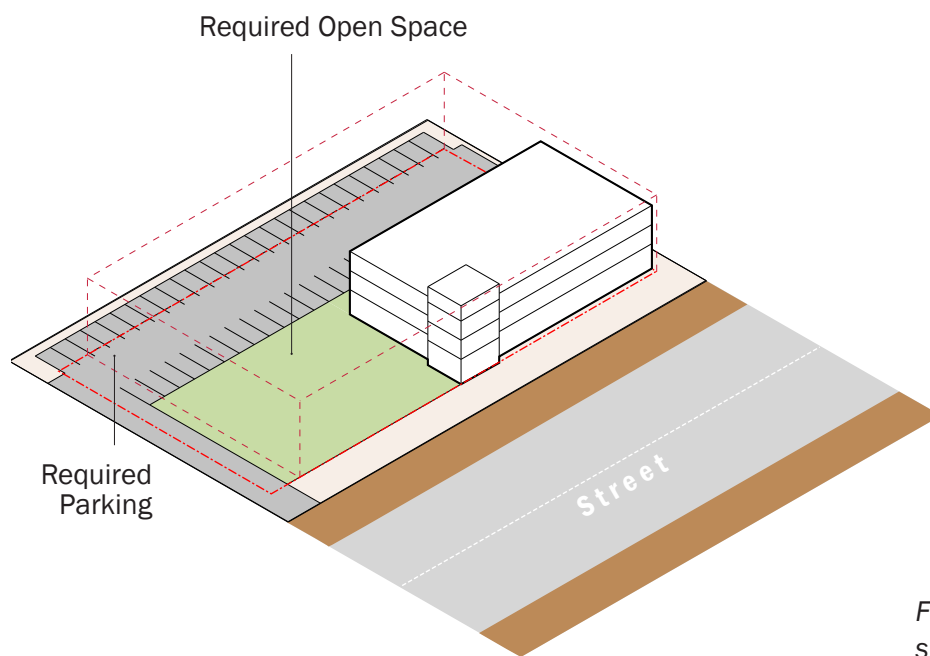 Required Open Space
Required
Parking
Street
F
s